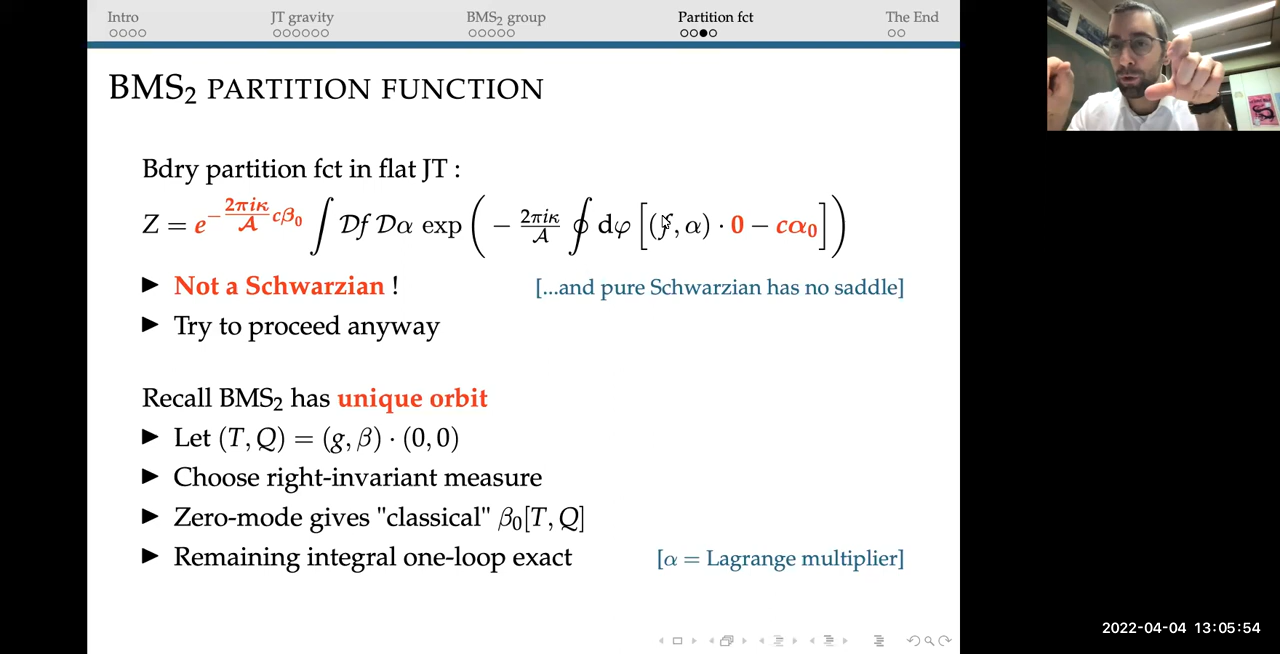 Intro JT gravity BMS₂ group Partition fct The End
BMS₂ PARTITION FUNCTION
Bdry partition fct in flat JT :
Z = e^{-\frac{2πiκ}{𝒜} cβ₀} ∫ 𝒟f 𝒟α exp ( − \frac{2πiκ}{𝒜} ∮ dφ [ (f, α) · 0 − cα₀ ] )
► Not a Schwarzian ! [...and pure Schwarzian has no saddle]
► Try to proceed anyway
Recall BMS₂ has unique orbit
► Let (T, Q) = (g, β) · (0, 0)
► Choose right-invariant measure
► Zero-mode gives "classical" β₀[T, Q]
► Remaining integral one-loop exact [α = Lagrange multiplier]
2022-04-04 13:05:54